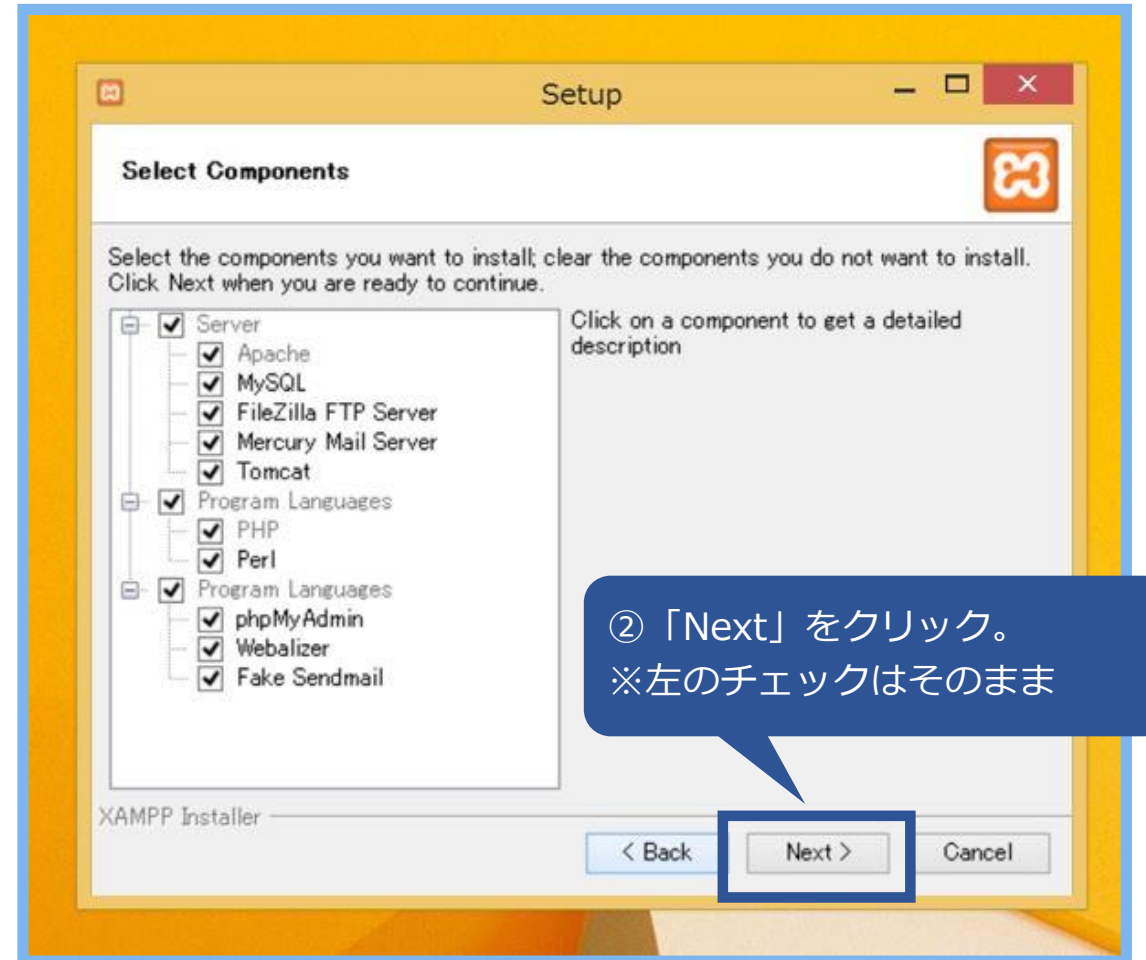 Setup
Select Components
Select the components you want to install; clear the components you do not want to install.
Click Next when you are ready to continue.
Server
Apache
MySQL
FileZilla FTP Server
Mercury Mail Server
Tomcat
Program Languages
PHP
Perl
Program Languages
phpMyAdmin
Webalizer
Fake Sendmail
Click on a component to get a detailed
description
②「Next」をクリック。
※左のチェックはそのまま
XAMPP Installer
< Back
Next >
Cancel